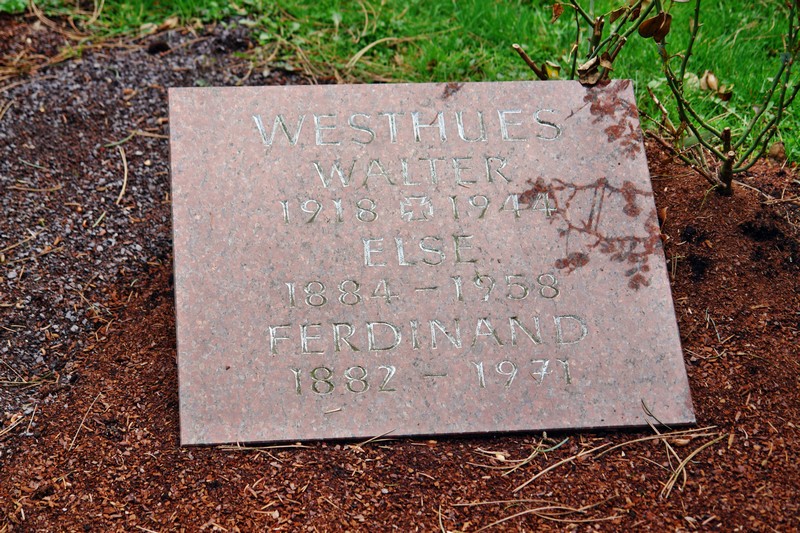 WESTHUES
WALTER
1918 ✠ 1944
ELSE
1884 - 1958
FERDINAND
1882 - 1971